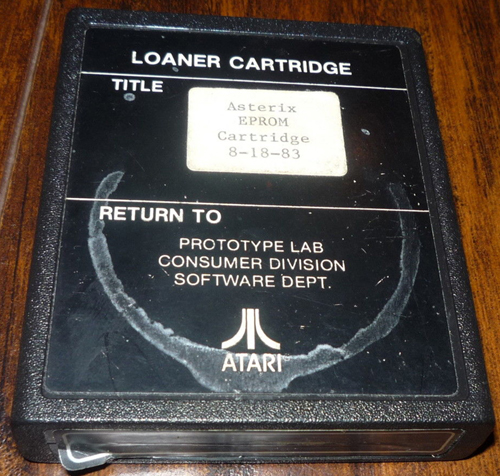 LOANER CARTRIDGE
TITLE
Asterix
EPROM
Cartridge
8-18-83
RETURN TO
PROTOTYPE LAB
CONSUMER DIVISION
SOFTWARE DEPT.
ATARI